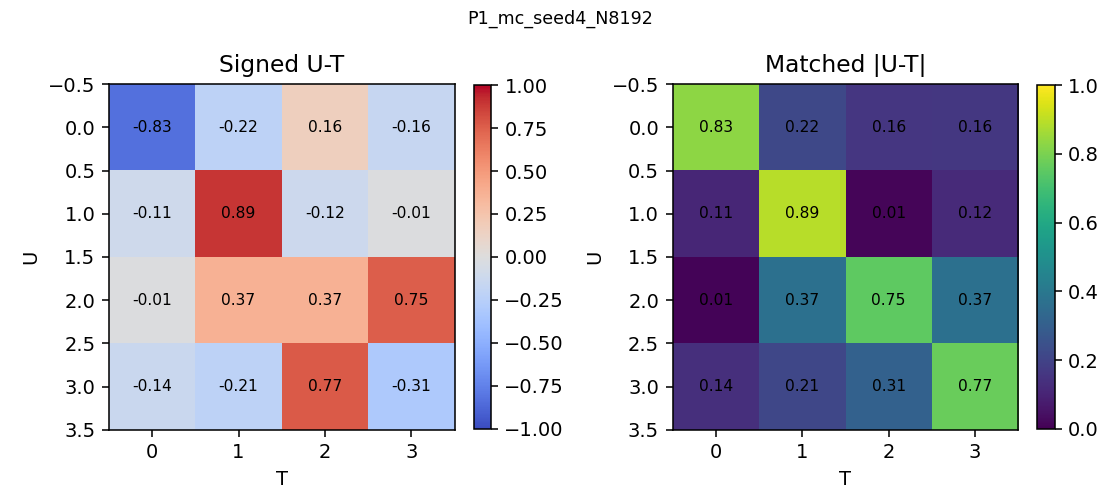 P1_mc_seed4_N8192
Signed U-T
Matched |U-T|
−0.5
0.0
0.5
1.0
1.5
2.0
2.5
3.0
3.5
U
-0.83 -0.22 0.16 -0.16
-0.11 0.89 -0.12 -0.01
-0.01 0.37 0.37 0.75
-0.14 -0.21 0.77 -0.31
0 1 2 3
T
1.00
0.75
0.50
0.25
0.00
−0.25
−0.50
−0.75
−1.00
−0.5
0.0
0.5
1.0
1.5
2.0
2.5
3.0
3.5
U
0.83 0.22 0.16 0.16
0.11 0.89 0.01 0.12
0.01 0.37 0.75 0.37
0.14 0.21 0.31 0.77
0 1 2 3
T
1.0
0.8
0.6
0.4
0.2
0.0